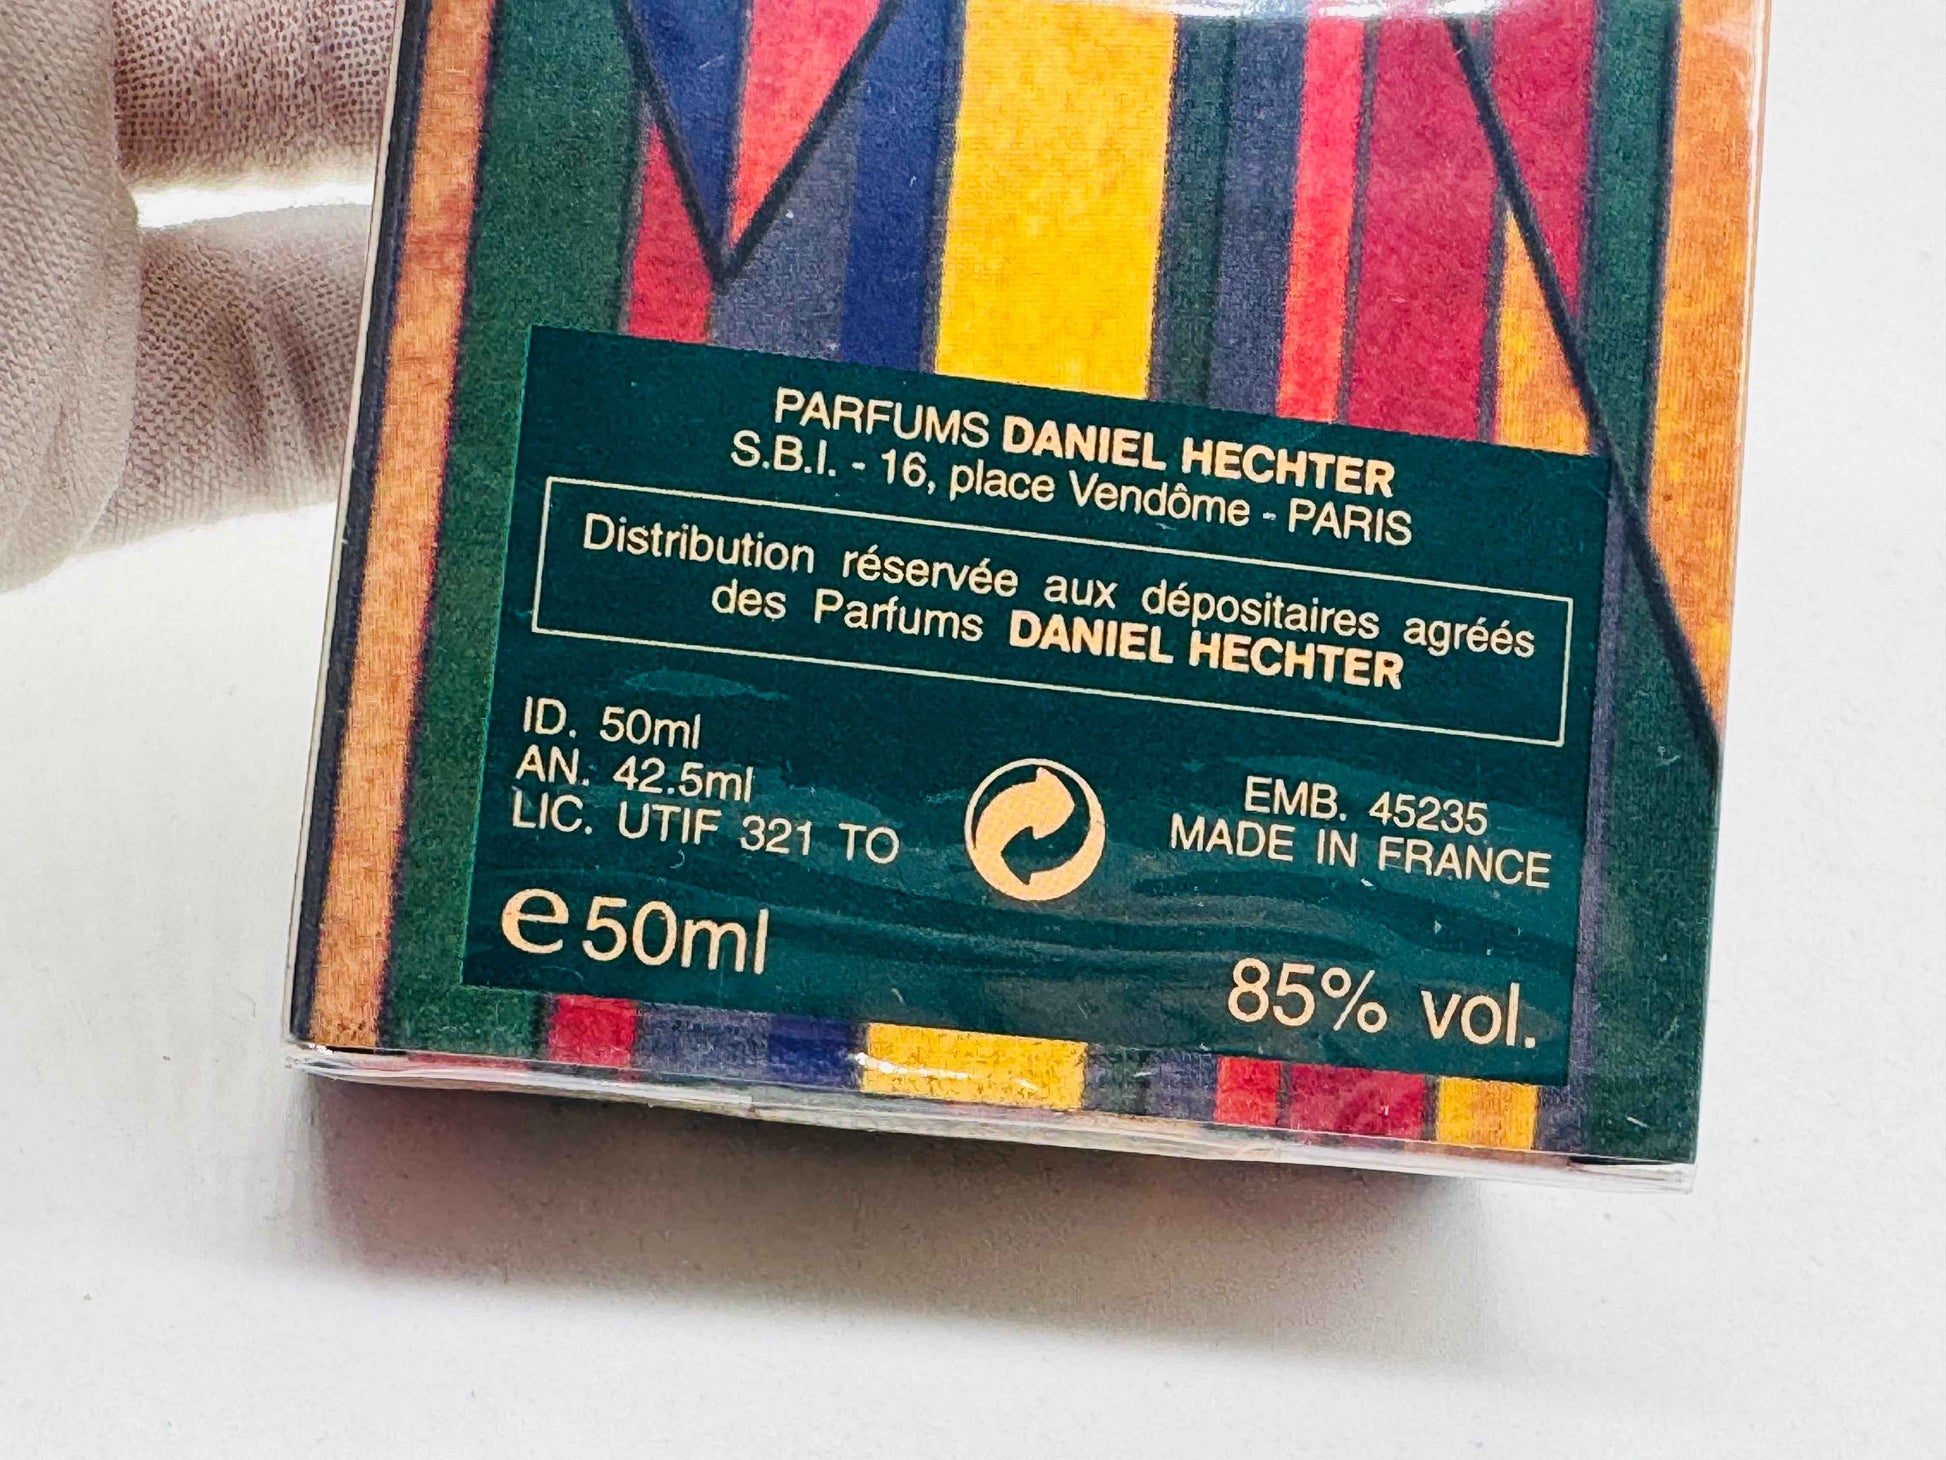 PARFUMS DANIEL HECHTER
S.B.I. - 16, place Vendôme - PARIS
Distribution réservée aux dépositaires agréés
des Parfums DANIEL HECHTER
ID. 50ml
AN. 42.5ml
LIC. UTIF 321 TO
EMB. 45235
MADE IN FRANCE
e50ml
85% vol.